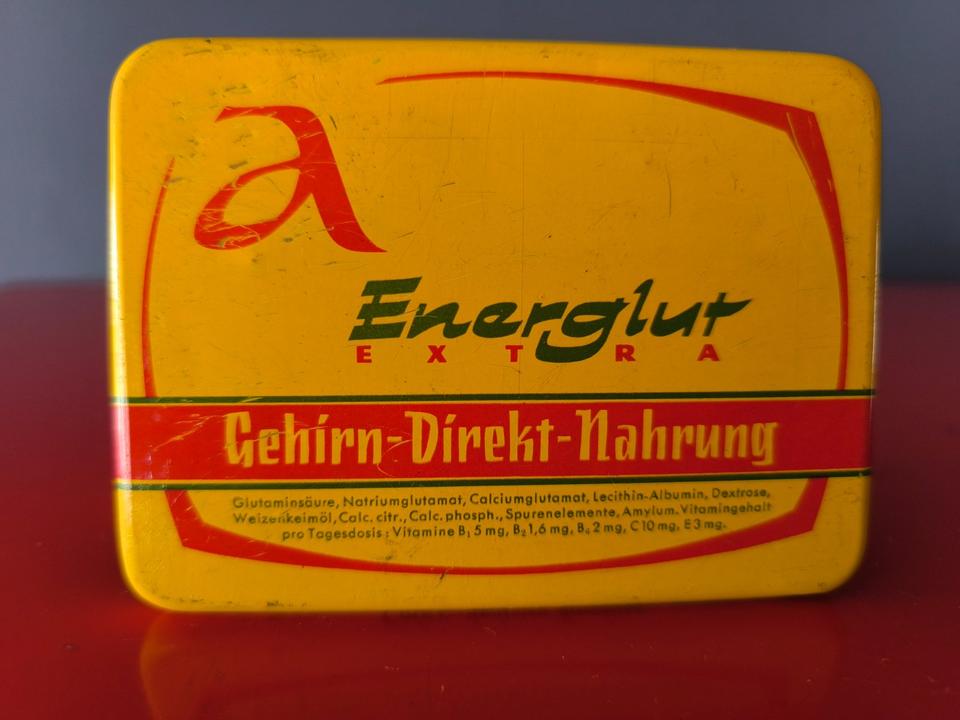 a
Energlut
EXTRA
Gehirn-Direkt-Nahrung
Glutaminsäure, Natriumglutamat, Calciumglutamat, Lecithin-Albumin, Dextrose,
Weizenkeimöl, Calc. citr., Calc. phosph., Spurenelemente, Amylum. Vitamingehalt
pro Tagesdosis: Vitamine B₁ 5 mg, B₂ 1,6 mg, B₆ 2 mg, C 10 mg, E 3 mg.